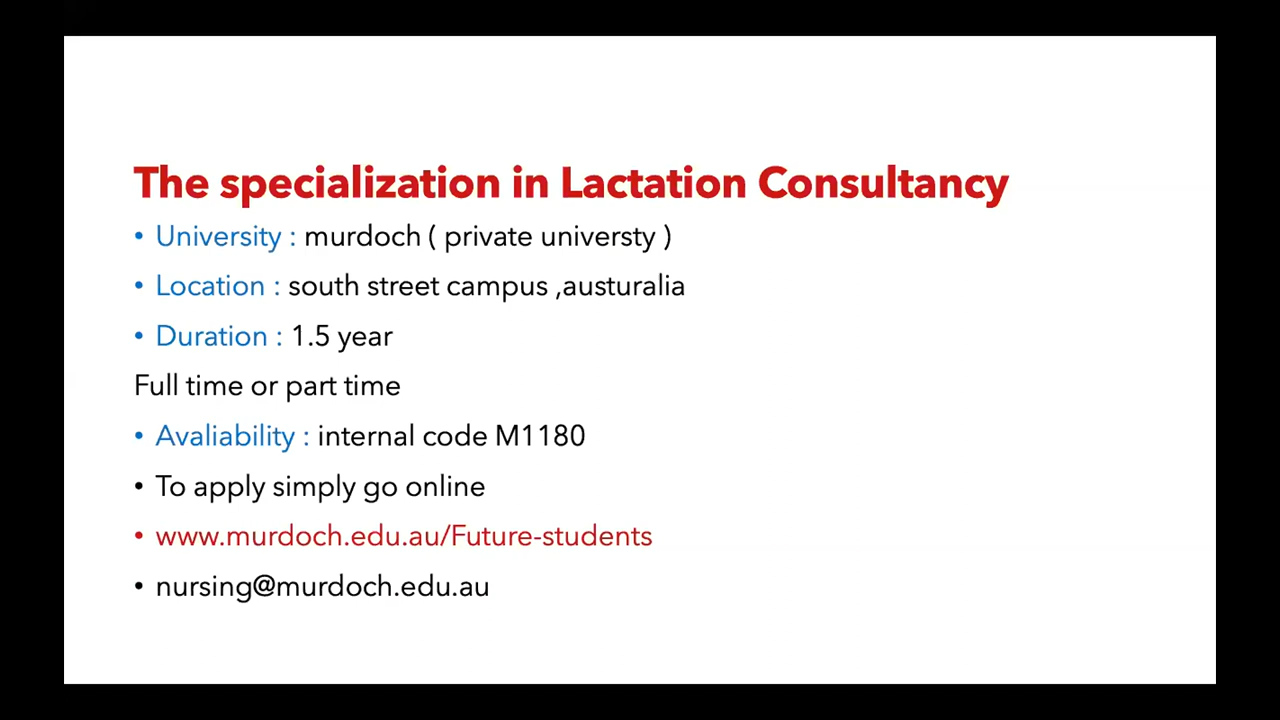 The specialization in Lactation Consultancy
• University : murdoch ( private universty )
• Location : south street campus ,austuralia
• Duration : 1.5 year
Full time or part time
• Avaliability : internal code M1180
• To apply simply go online
• www.murdoch.edu.au/Future-students
• nursing@murdoch.edu.au